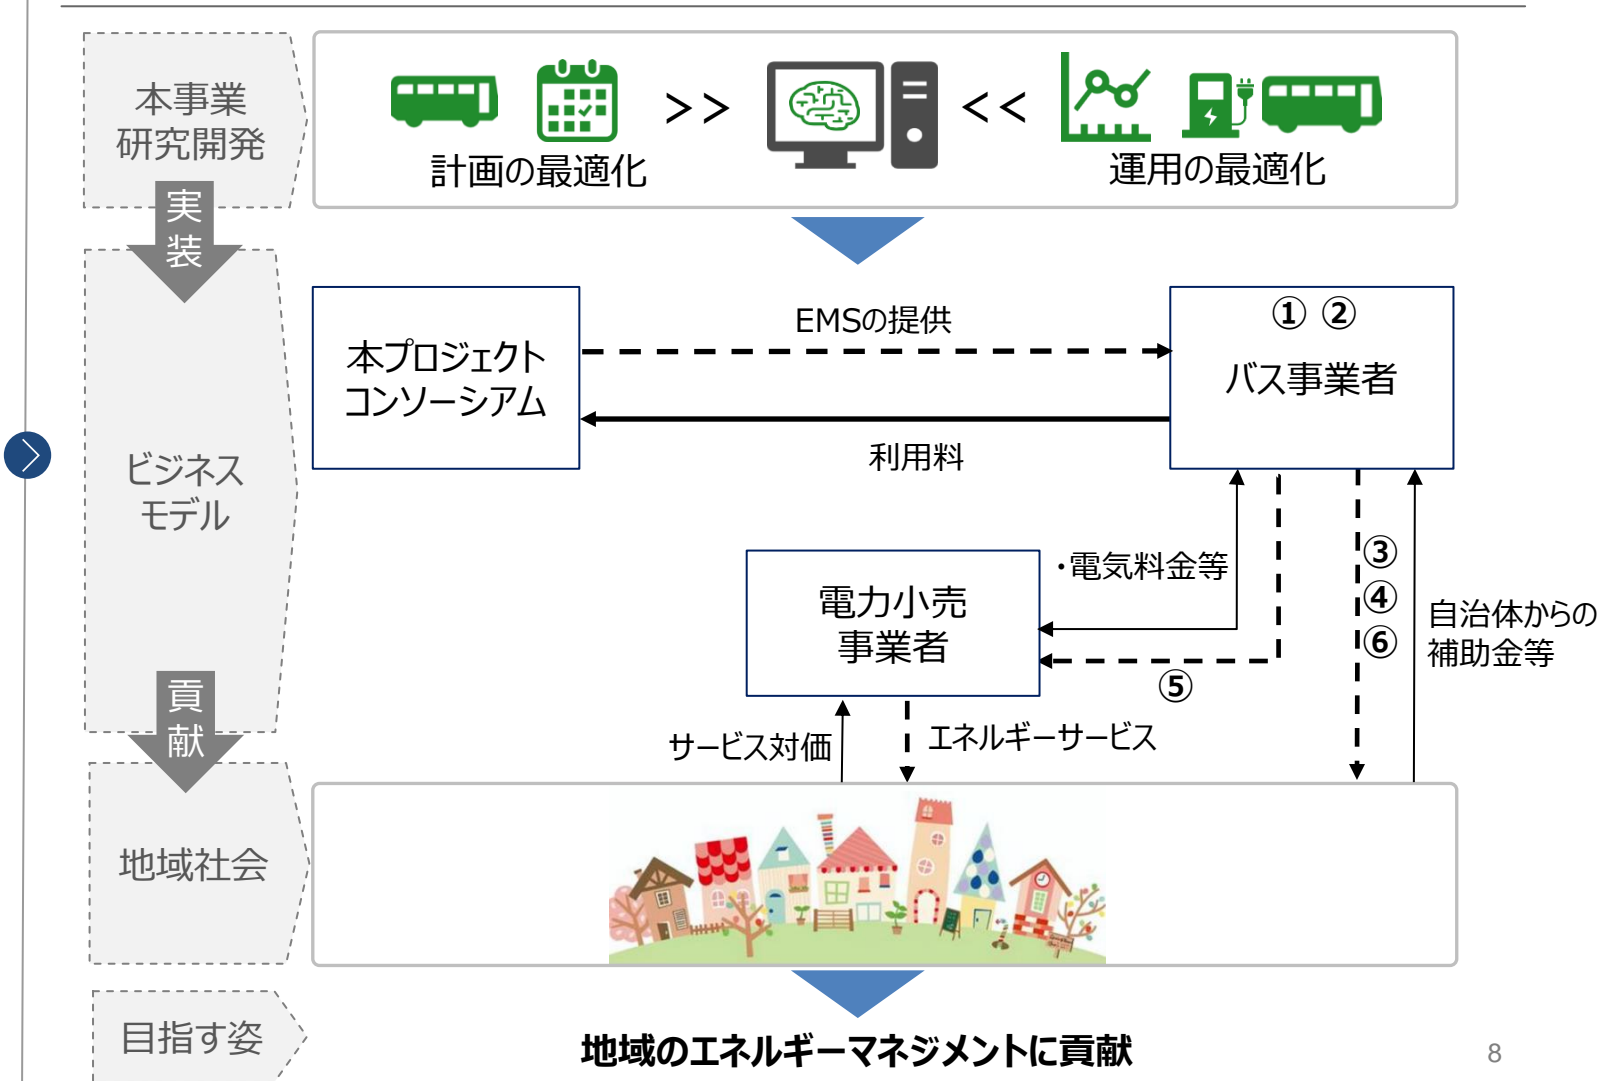 本事業
研究開発
計画の最適化
>>
<<
運用の最適化
実
装
ビジネス
モデル
本プロジェクト
コンソーシアム
EMSの提供
利用料
① ②
バス事業者
・電気料金等
電力小売
事業者
③
④
⑥
⑤
自治体からの
補助金等
サービス対価
エネルギーサービス
貢
献
地域社会
目指す姿
地域のエネルギーマネジメントに貢献
8